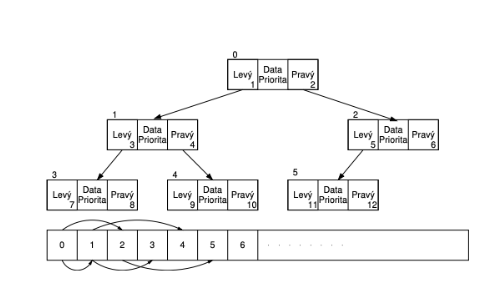 0
Levý Data Priorita Pravý
1 2
1 2
Levý Data Priorita Pravý Levý Data Priorita Pravý
3 4 5 6
3 4 5
Levý Data Priorita Pravý Levý Data Priorita Pravý Levý Data Priorita Pravý
7 8 9 10 11 12
0 1 2 3 4 5 6 . . . . . . . .